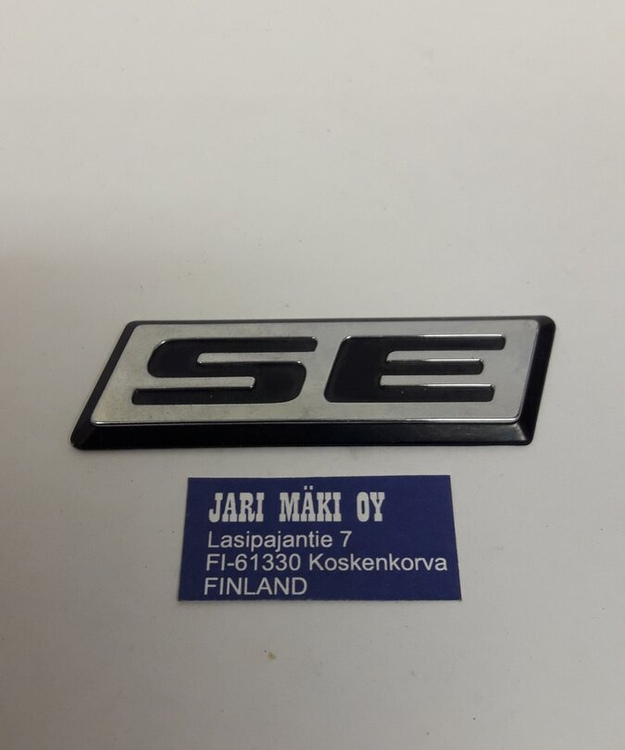 SE
JARI MÄKI OY
Lasipajantie 7
FI-61330 Koskenkorva
FINLAND